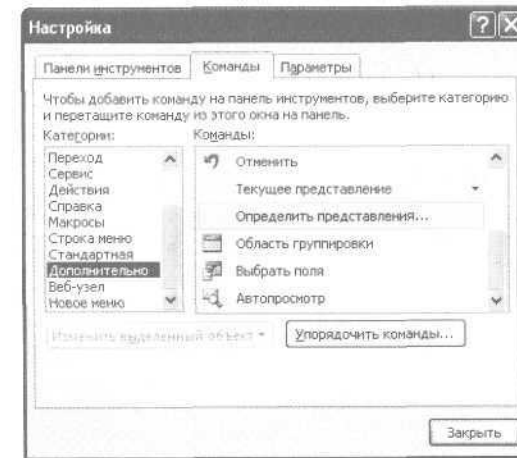 Настройка
Панели инструментов Команды Параметры
Чтобы добавить команду на панель инструментов, выберите категорию
и перетащите команду из этого окна на панель.
Категории: Команды:
Переход
Сервис
Действия
Справка
Макросы
Строка меню
Стандартная
Дополнительно
Веб-узел
Новое меню
Отменить
Текущее представление
Определить представления...
Область группировки
Выбрать поля
Автопросмотр
Изменить выделенный объект Упорядочить команды...
Закрыть